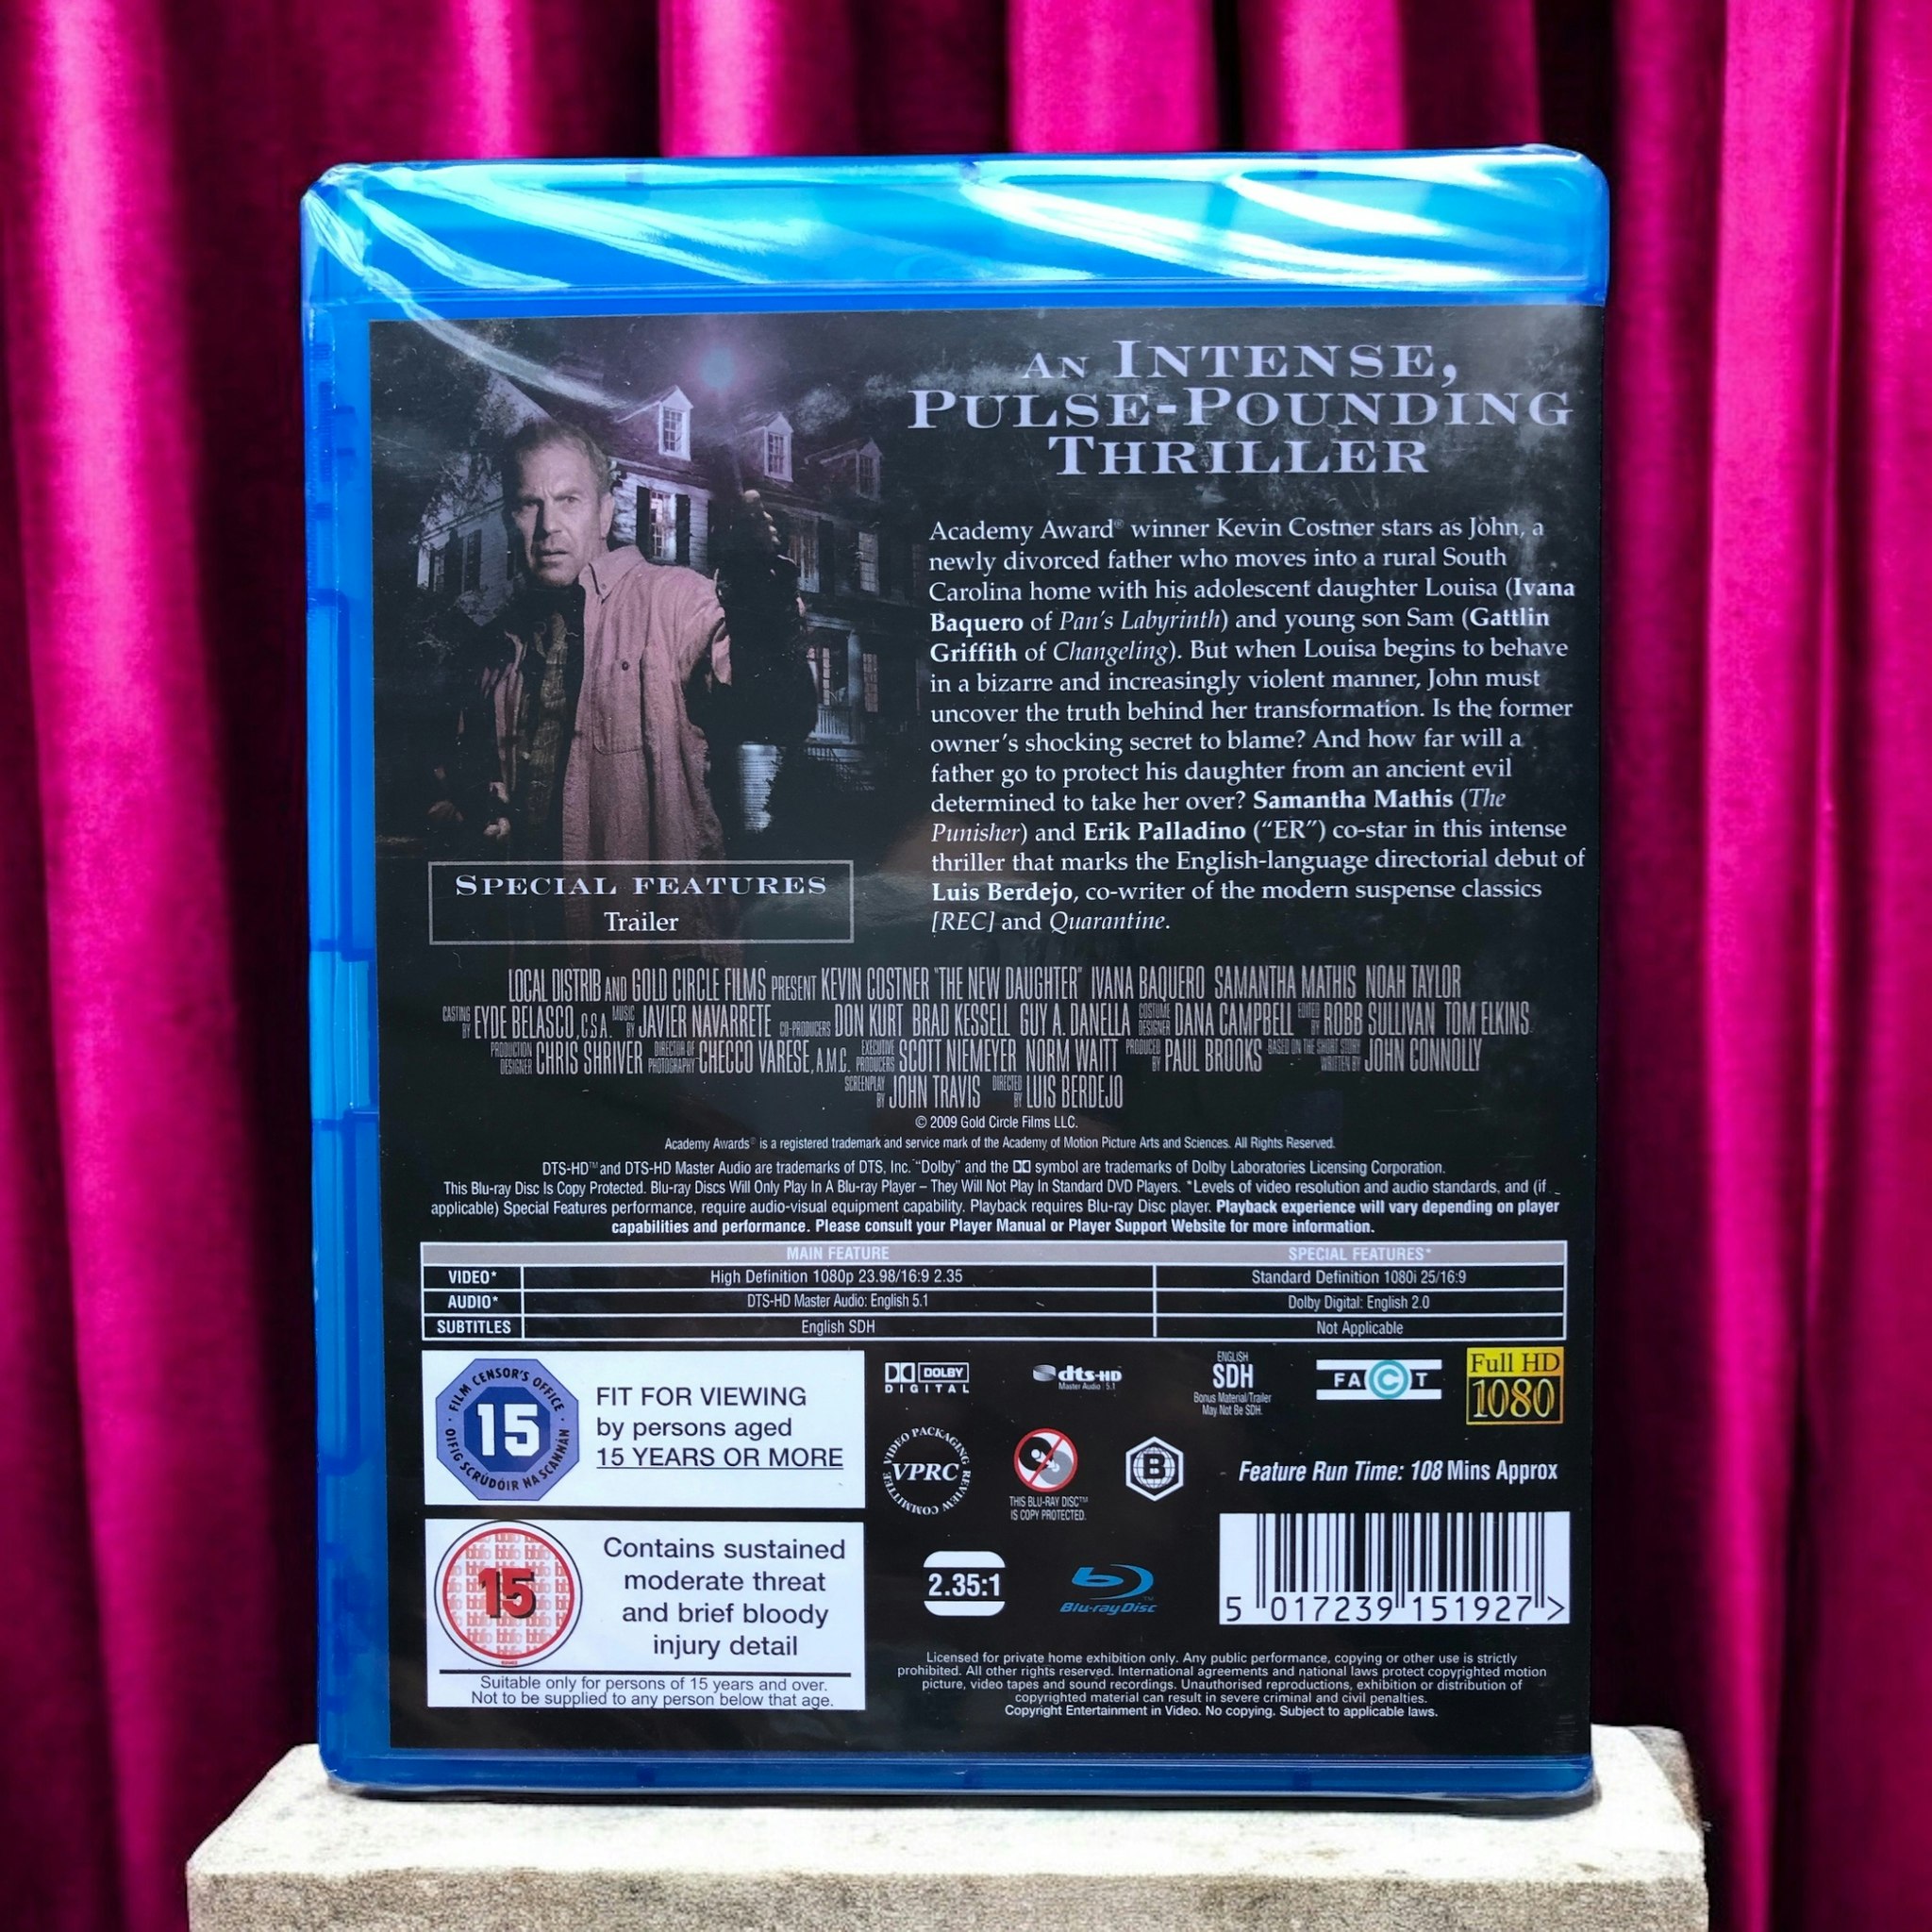 AN INTENSE,
PULSE-POUNDING
THRILLER
Academy Award® winner Kevin Costner stars as John, a
newly divorced father who moves into a rural South
Carolina home with his adolescent daughter Louisa (Ivana
Baquero of Pan's Labyrinth) and young son Sam (Gattlin
Griffith of Changeling). But when Louisa begins to behave
in a bizarre and increasingly violent manner, John must
uncover the truth behind her transformation. Is the former
owner's shocking secret to blame? And how far will a
father go to protect his daughter from an ancient evil
determined to take her over? Samantha Mathis (The
Punisher) and Erik Palladino ("ER") co-star in this intense
thriller that marks the English-language directorial debut of
Luis Berdejo, co-writer of the modern suspense classics
[REC] and Quarantine.
SPECIAL FEATURES
Trailer
LOCAL DISTRIB AND GOLD CIRCLE FILMS PRESENT KEVIN COSTNER "THE NEW DAUGHTER" IVANA BAQUERO SAMANTHA MATHIS NOAH TAYLOR
CASTING BY EYDE BELASCO, C.S.A. MUSIC BY JAVIER NAVARRETE CO-PRODUCERS DON KURT BRAD KESSELL GUY A. DANELLA COSTUME DESIGNER DANA CAMPBELL EDITED BY ROBB SULLIVAN TOM ELKINS
PRODUCTION DESIGNER CHRIS SHRIVER DIRECTOR OF PHOTOGRAPHY CHECCO VARESE, A.M.C. EXECUTIVE PRODUCERS SCOTT NIEMEYER NORM WAITT PRODUCED BY PAUL BROOKS BASED ON THE SHORT STORY WRITTEN BY JOHN CONNOLLY
SCREENPLAY BY JOHN TRAVIS DIRECTED BY LUIS BERDEJO
© 2009 Gold Circle Films LLC.
Academy Awards® is a registered trademark and service mark of the Academy of Motion Picture Arts and Sciences. All Rights Reserved.
DTS-HD™ and DTS-HD Master Audio are trademarks of DTS, Inc. "Dolby" and the symbol are trademarks of Dolby Laboratories Licensing Corporation.
This Blu-ray Disc Is Copy Protected. Blu-ray Discs Will Only Play In A Blu-ray Player – They Will Not Play In Standard DVD Players. *Levels of video resolution and audio standards, and (if
applicable) Special Features performance, require audio-visual equipment capability. Playback requires Blu-ray Disc player. Playback experience will vary depending on player
capabilities and performance. Please consult your Player Manual or Player Support Website for more information.
MAIN FEATURE SPECIAL FEATURES*
VIDEO* High Definition 1080p 23.98/16:9 2.35 Standard Definition 1080i 25/16:9
AUDIO* DTS-HD Master Audio: English 5.1 Dolby Digital: English 2.0
SUBTITLES English SDH Not Applicable
FILM CENSOR'S OFFICE
15
OIFIG SCRÚDÓIR NA SCANNÁN
FIT FOR VIEWING
by persons aged
15 YEARS OR MORE
DOLBY
DIGITAL
dts-HD
Master Audio 5.1
ENGLISH
SDH
Bonus Material/Trailer
May Not Be SDH.
FACT
Full HD
1080
VIDEO PACKAGING REVIEW COMMITTEE
VPRC
THIS BLU-RAY DISC™
IS COPY PROTECTED.
B
Feature Run Time: 108 Mins Approx
15
Contains sustained
moderate threat
and brief bloody
injury detail
Suitable only for persons of 15 years and over.
Not to be supplied to any person below that age.
2.35:1
Blu-ray Disc™
5 017239 151927 >
Licensed for private home exhibition only. Any public performance, copying or other use is strictly
prohibited. All other rights reserved. International agreements and national laws protect copyrighted motion
picture, video tapes and sound recordings. Unauthorised reproductions, exhibition or distribution of
copyrighted material can result in severe criminal and civil penalties.
Copyright Entertainment in Video. No copying. Subject to applicable laws.